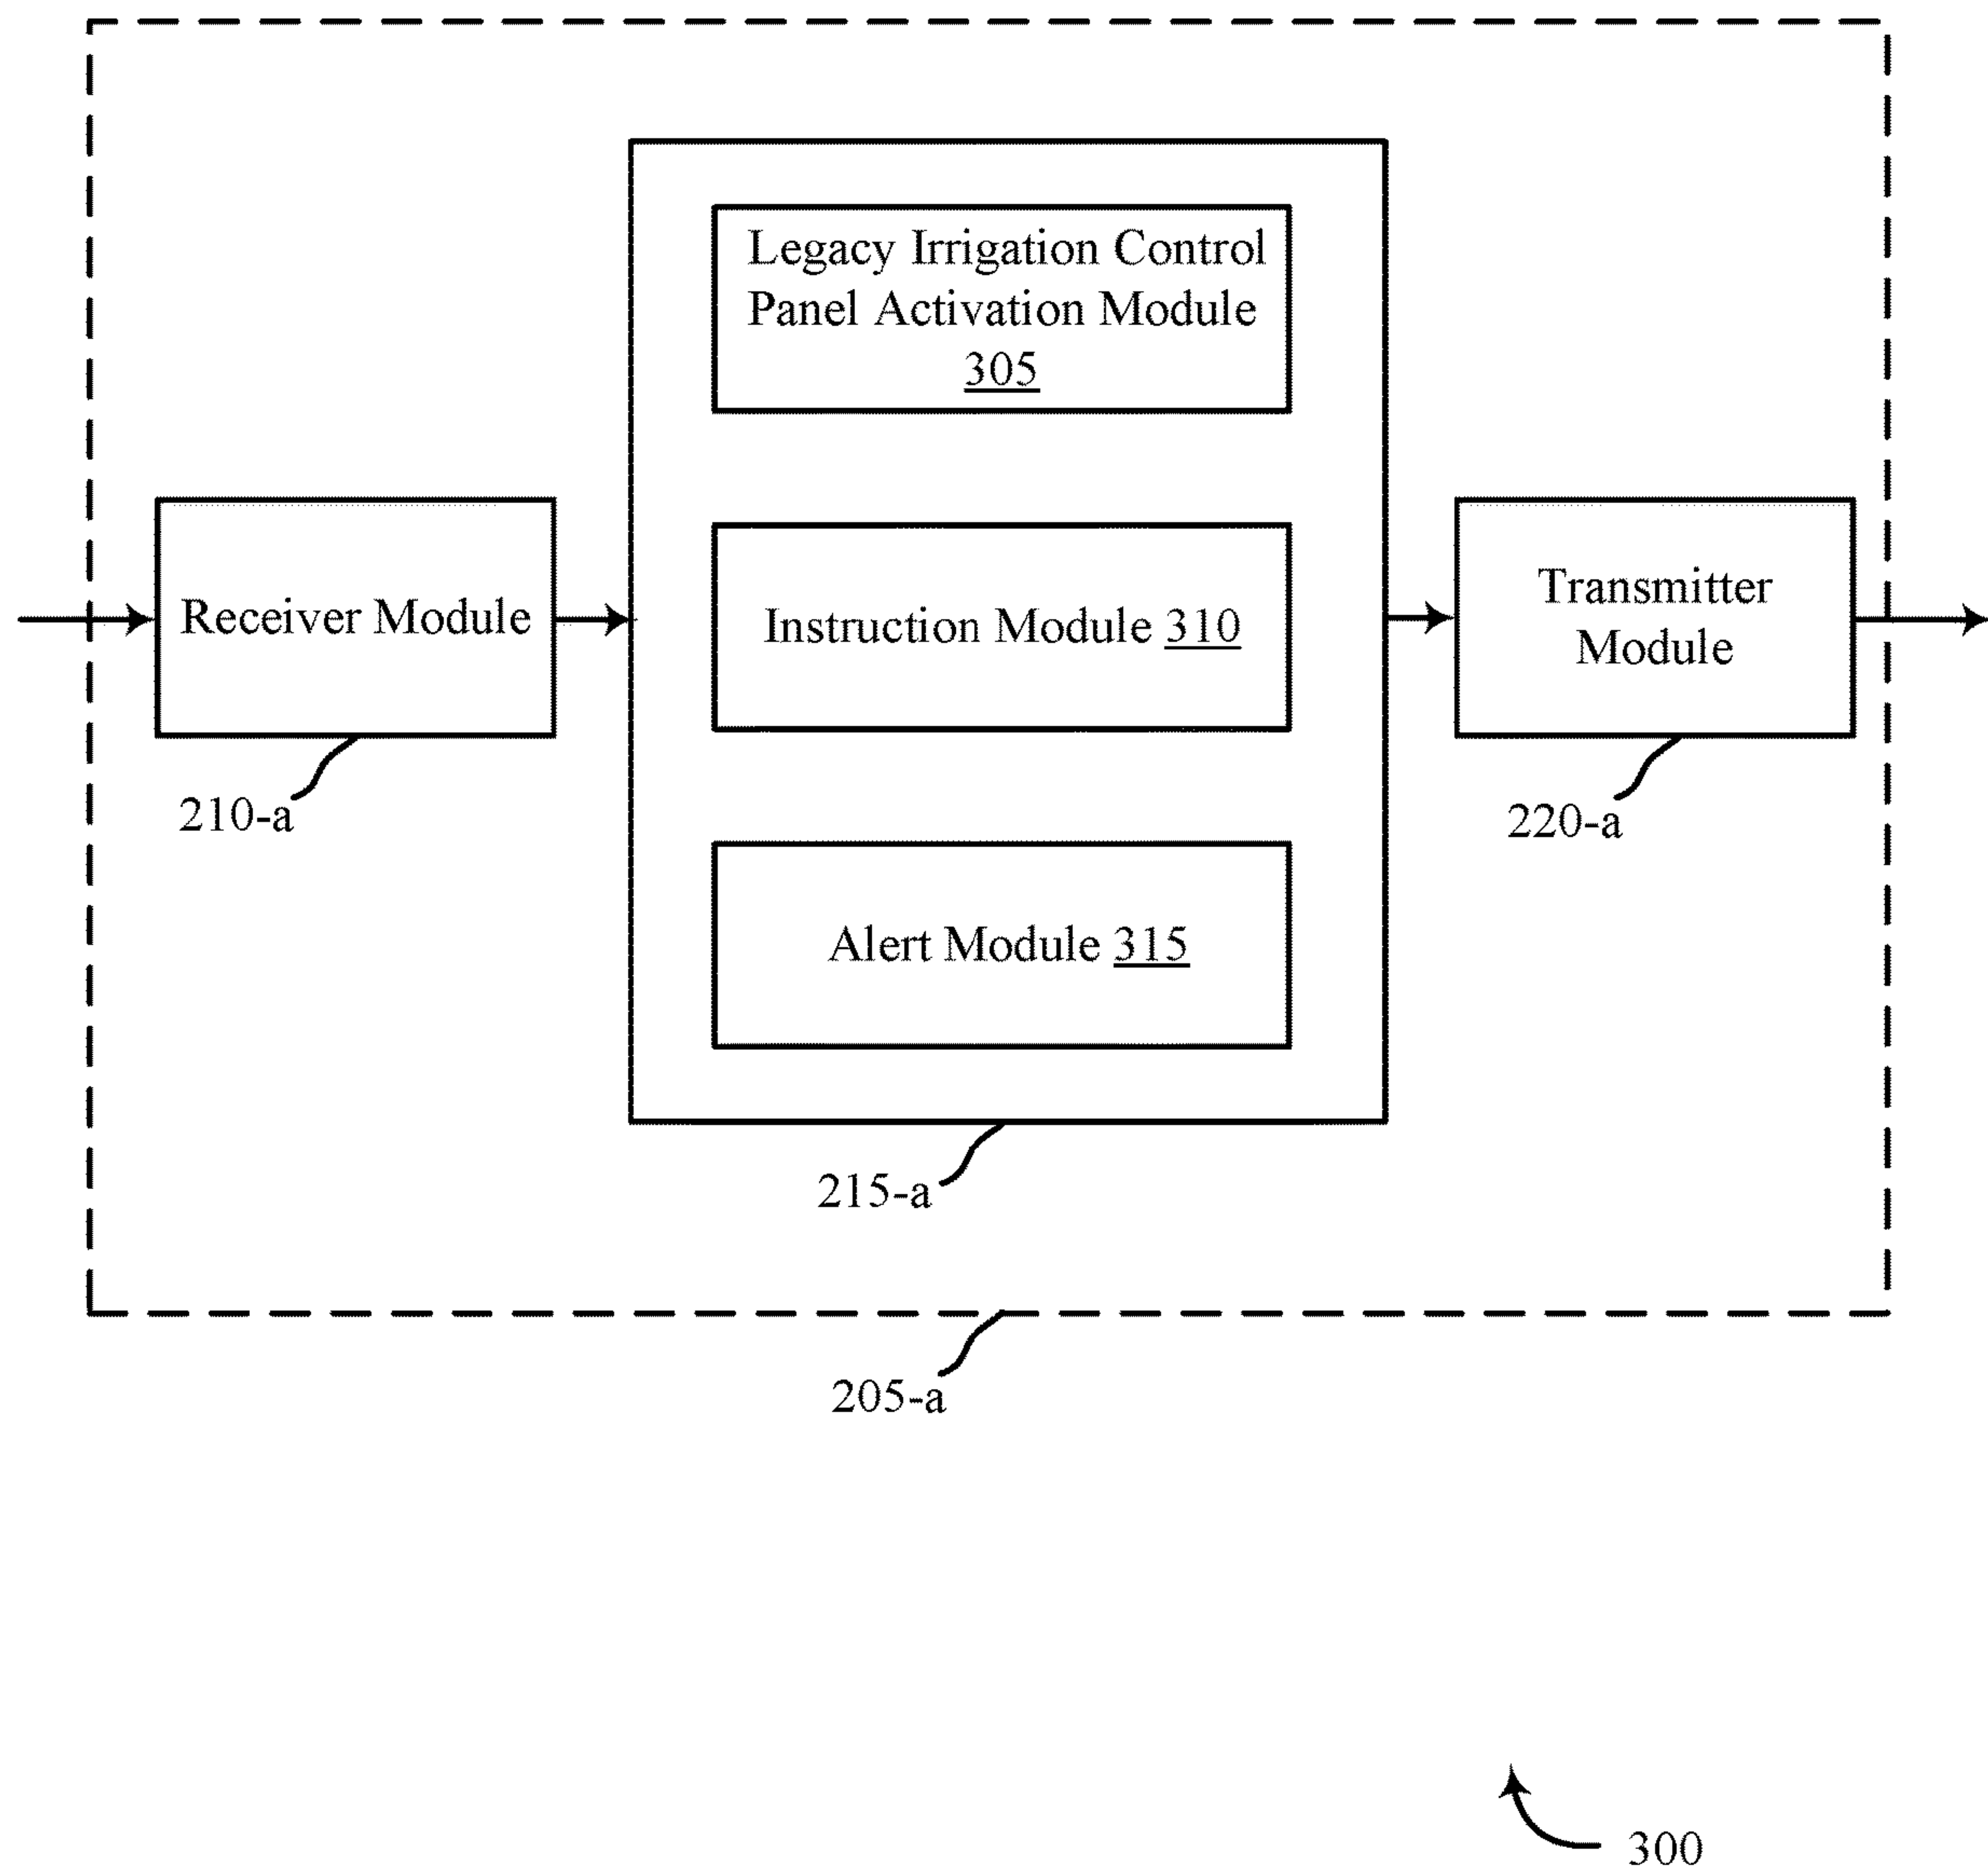 Legacy Irrigation Control
Panel Activation Module
305
Receiver Module
Instruction Module 310
Transmitter
Module
210-a
220-a
Alert Module 315
215-a
205-a
300